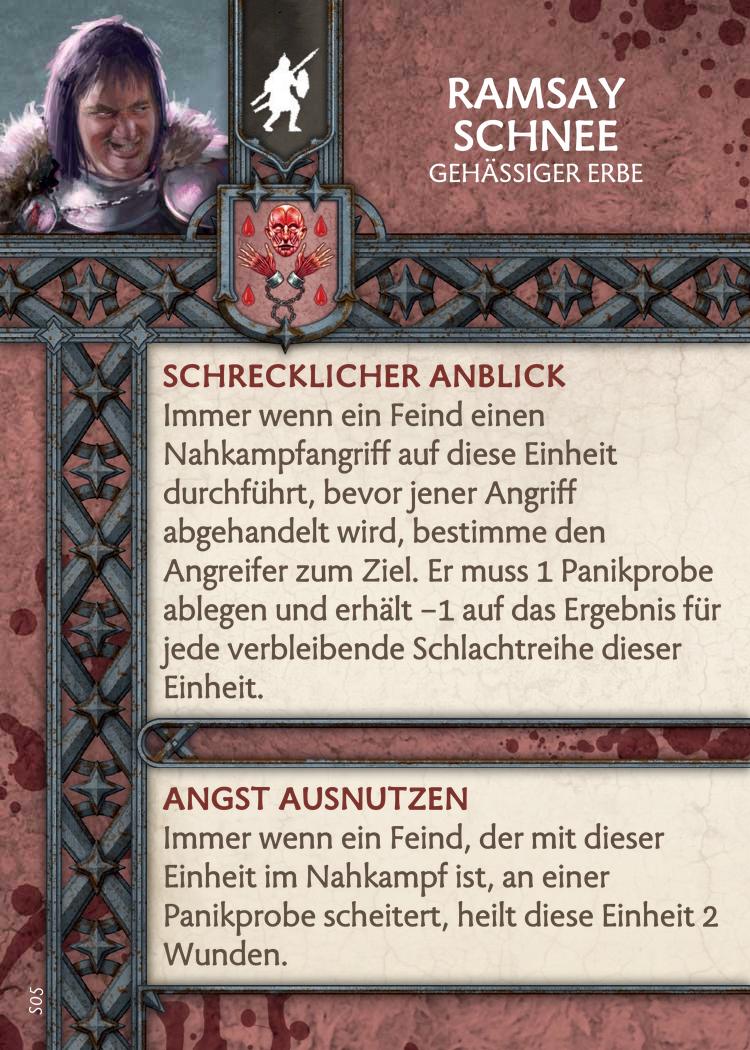 RAMSAY
SCHNEE
GEHÄSSIGER ERBE
SCHRECKLICHER ANBLICK
Immer wenn ein Feind einen
Nahkampfangriff auf diese Einheit
durchführt, bevor jener Angriff
abgehandelt wird, bestimme den
Angreifer zum Ziel. Er muss 1 Panikprobe
ablegen und erhält −1 auf das Ergebnis für
jede verbleibende Schlachtreihe dieser
Einheit.
ANGST AUSNUTZEN
Immer wenn ein Feind, der mit dieser
Einheit im Nahkampf ist, an einer
Panikprobe scheitert, heilt diese Einheit 2
Wunden.
S05